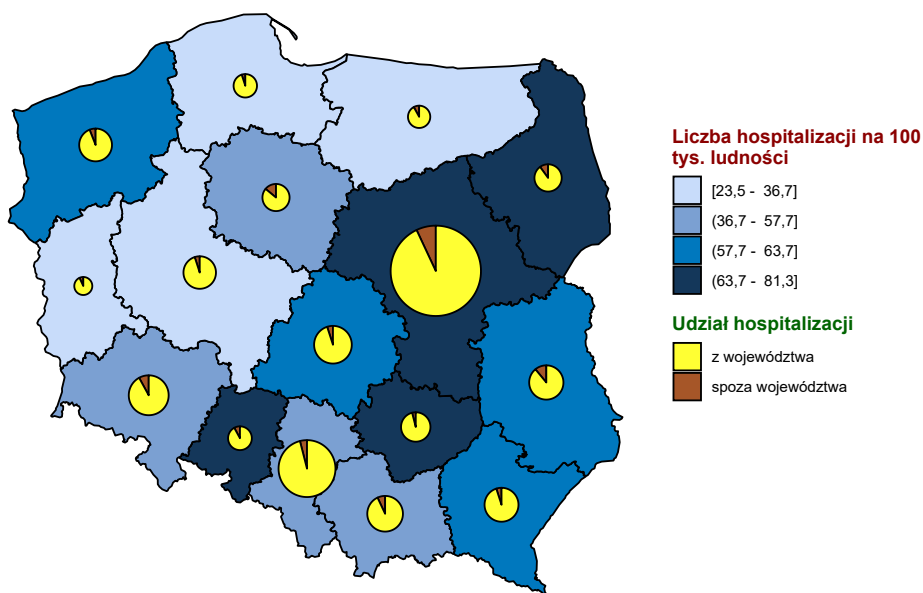 Liczba hospitalizacji na 100
tys. ludności
[23,5 - 36,7]
(36,7 - 57,7]
(57,7 - 63,7]
(63,7 - 81,3]
Udział hospitalizacji
z województwa
spoza województwa